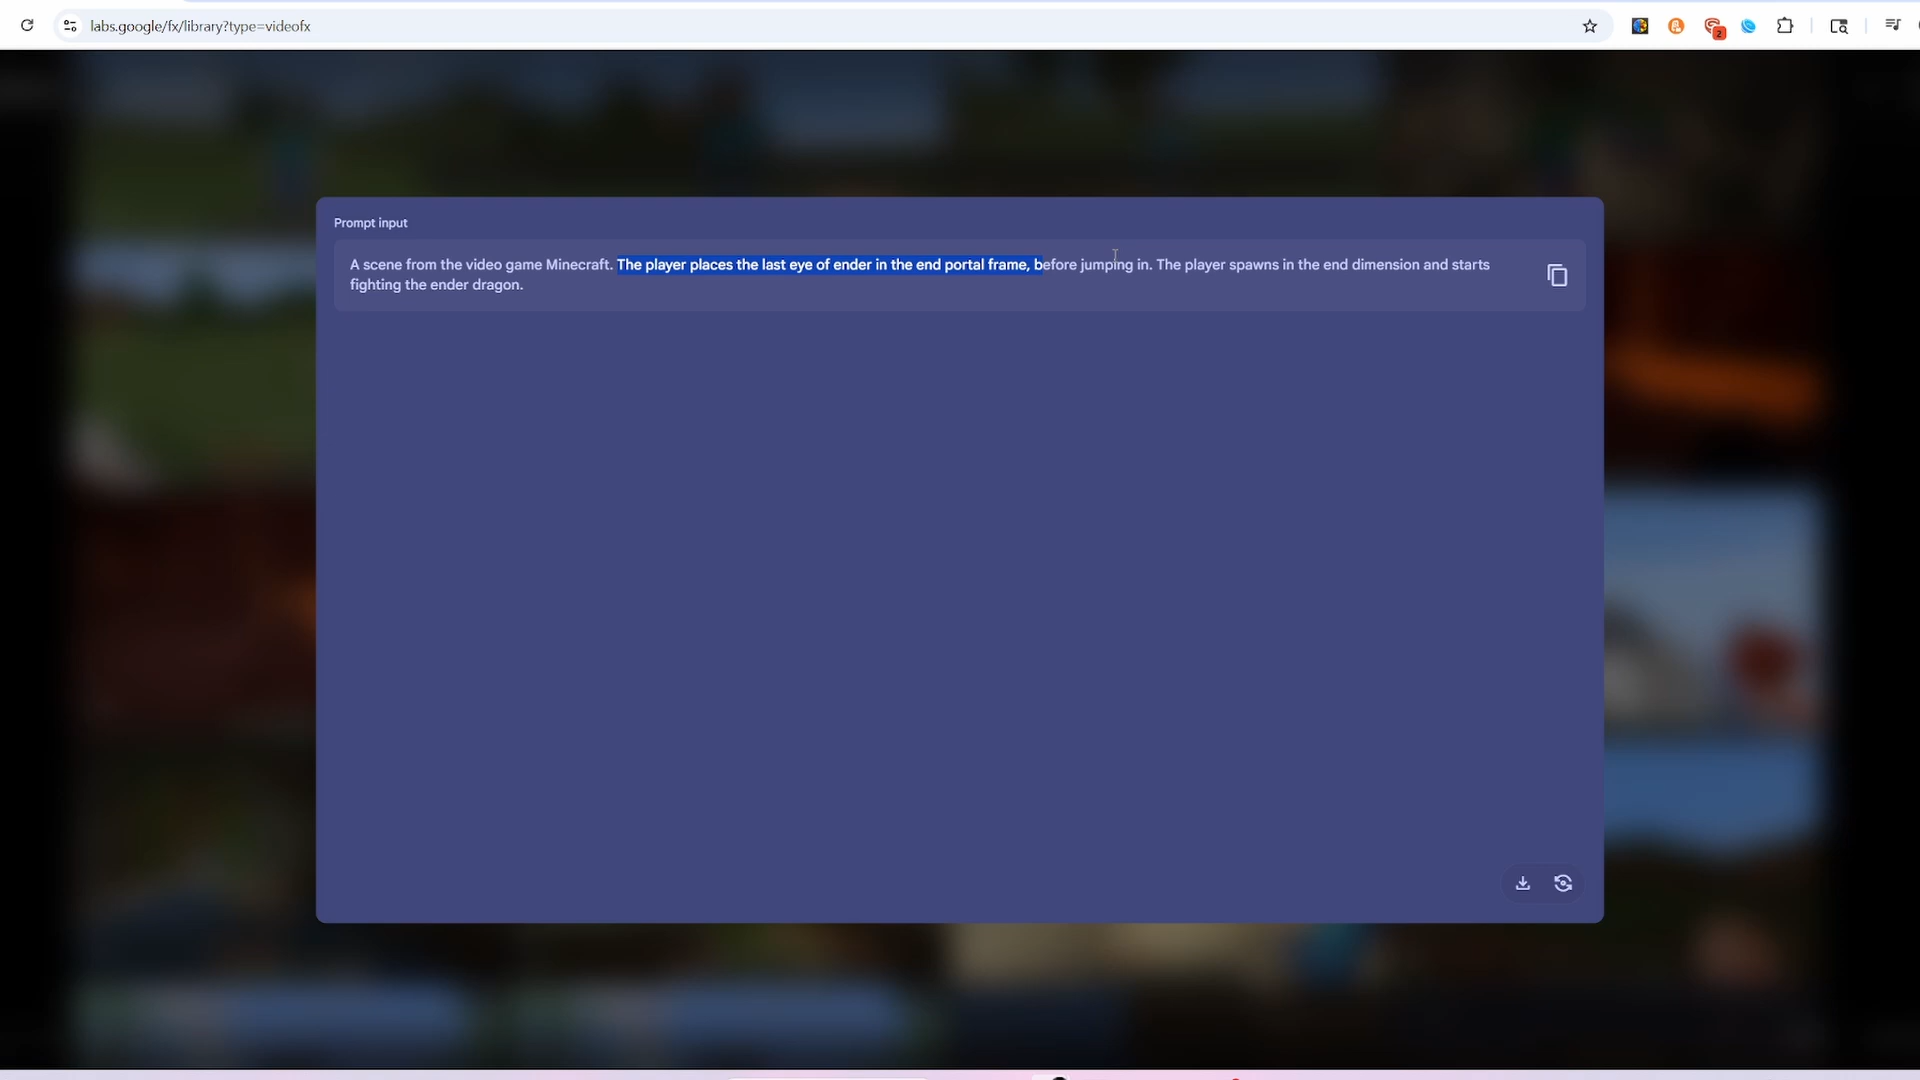 labs.google/fx/library?type=videofx
2
Prompt input
A scene from the video game Minecraft. The player places the last eye of ender in the end portal frame, before jumping in. The player spawns in the end dimension and starts
fighting the ender dragon.